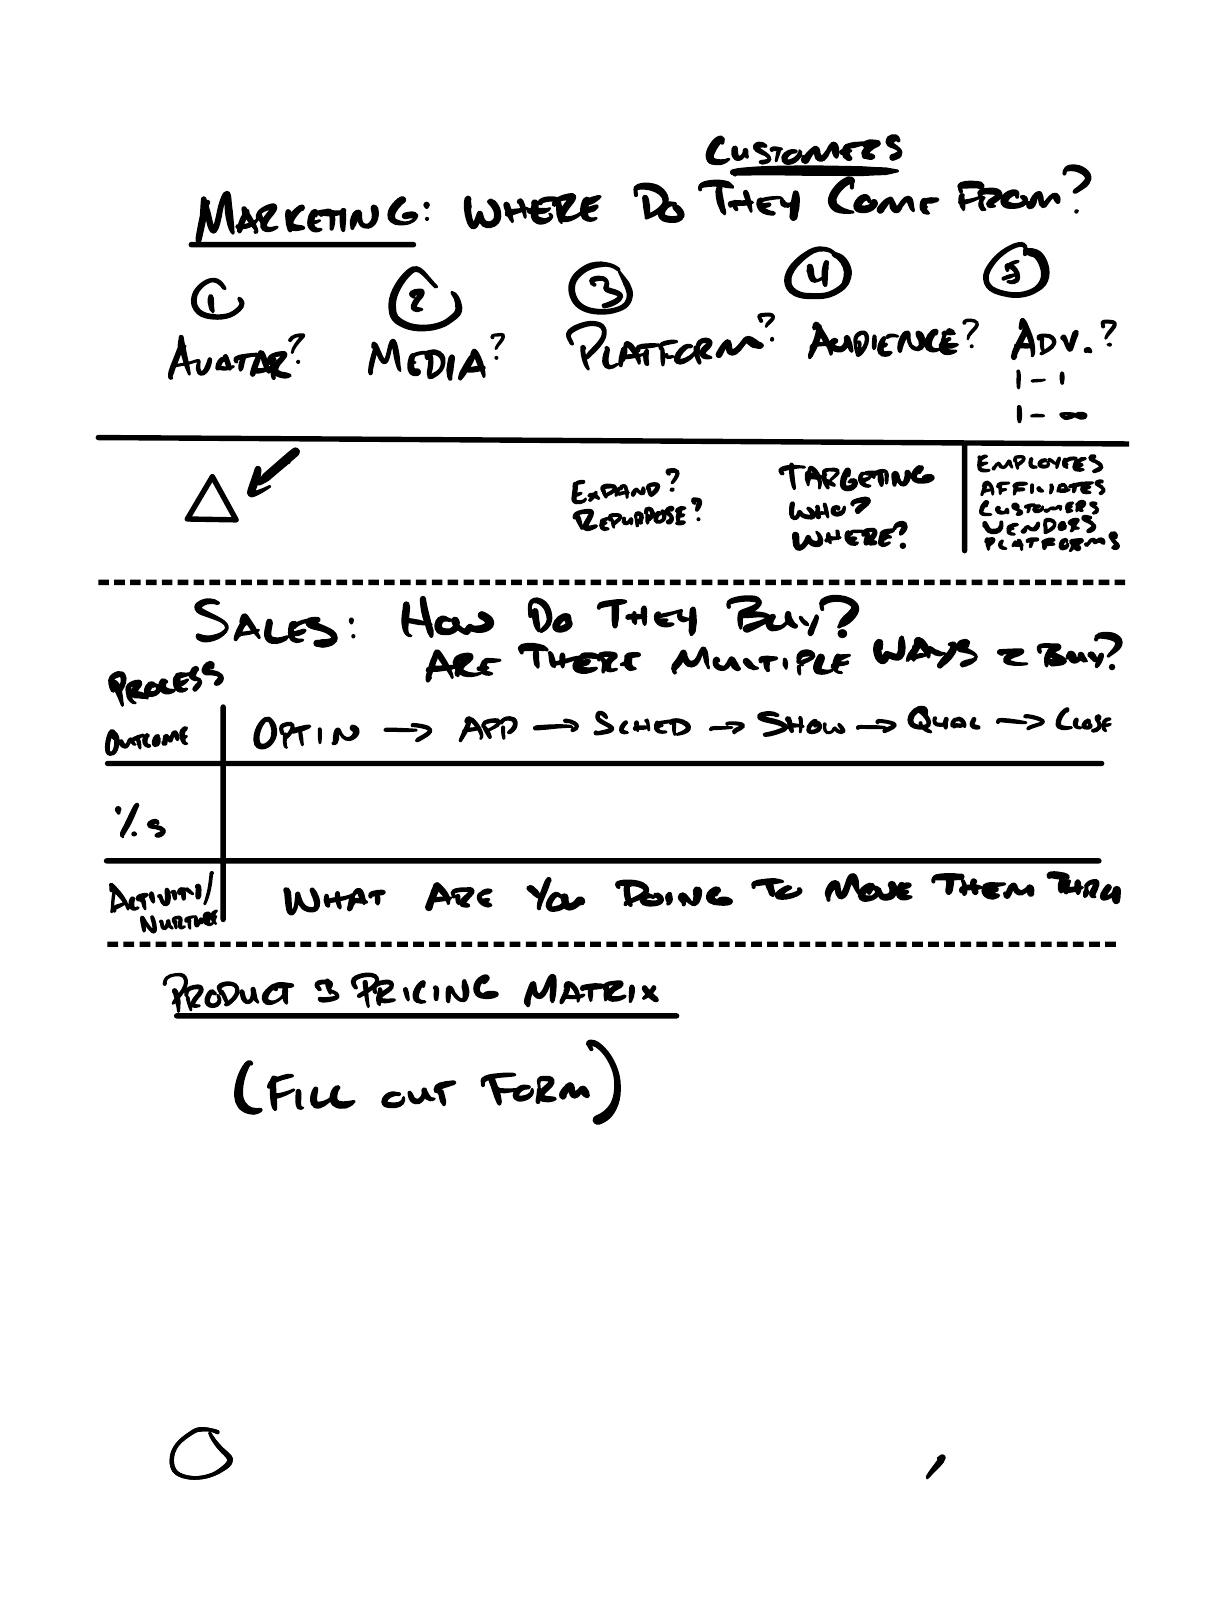 CUSTOMERS
MARKETING: WHERE DO THEY COME FROM?
1 2 3 4 5
AVATAR? MEDIA? PLATFORM? AUDIENCE? ADV.?
1-1
1-∞
EXPAND?
REPURPOSE?
TARGETING
WHO?
WHERE?
EMPLOYEES
AFFILIATES
CUSTOMERS
VENDORS
PLATFORMS
SALES: HOW DO THEY BUY?
ARE THERE MULTIPLE WAYS 2 BUY?
PROCESS
OUTCOME OPTIN → APP → SCHED → SHOW → QUAL → CLOSE
%s
ACTIVITI/
NURTURE
WHAT ARE YOU DOING TO MOVE THEM THRU
PRODUCT & PRICING MATRIX
(FILL OUT FORM)